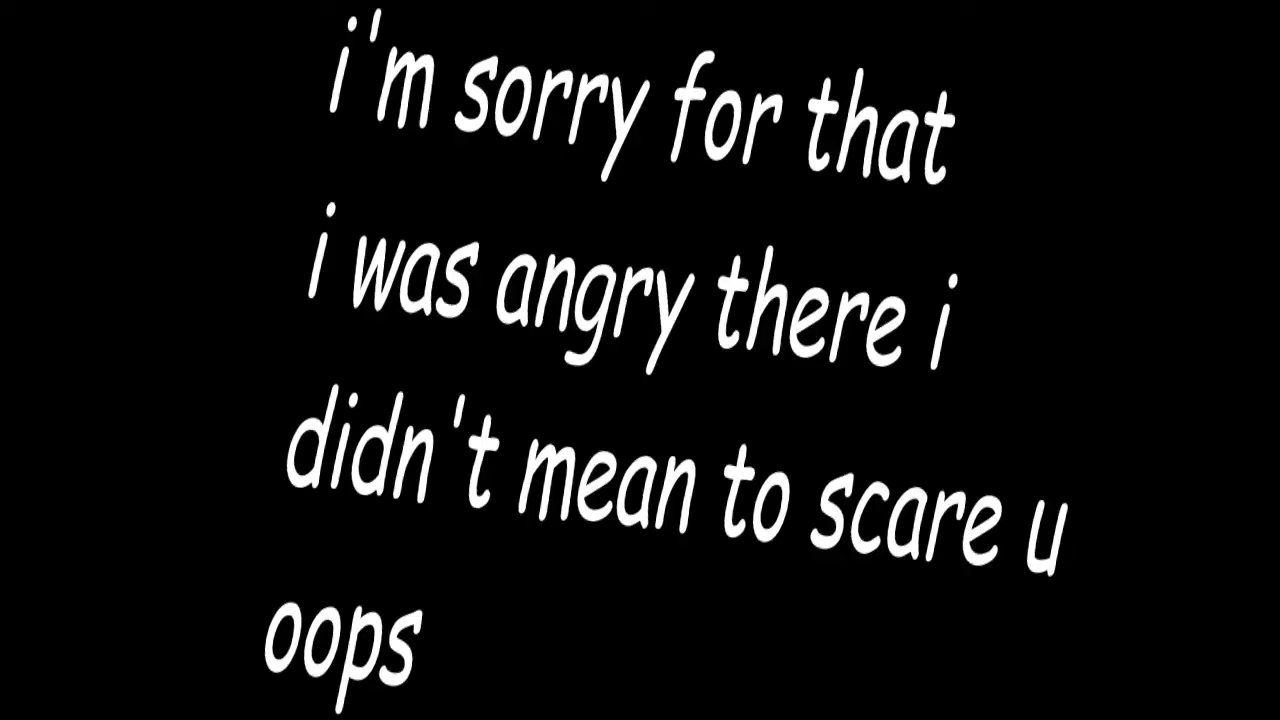 i'm sorry for that
i was angry there i
didn't mean to scare u
oops